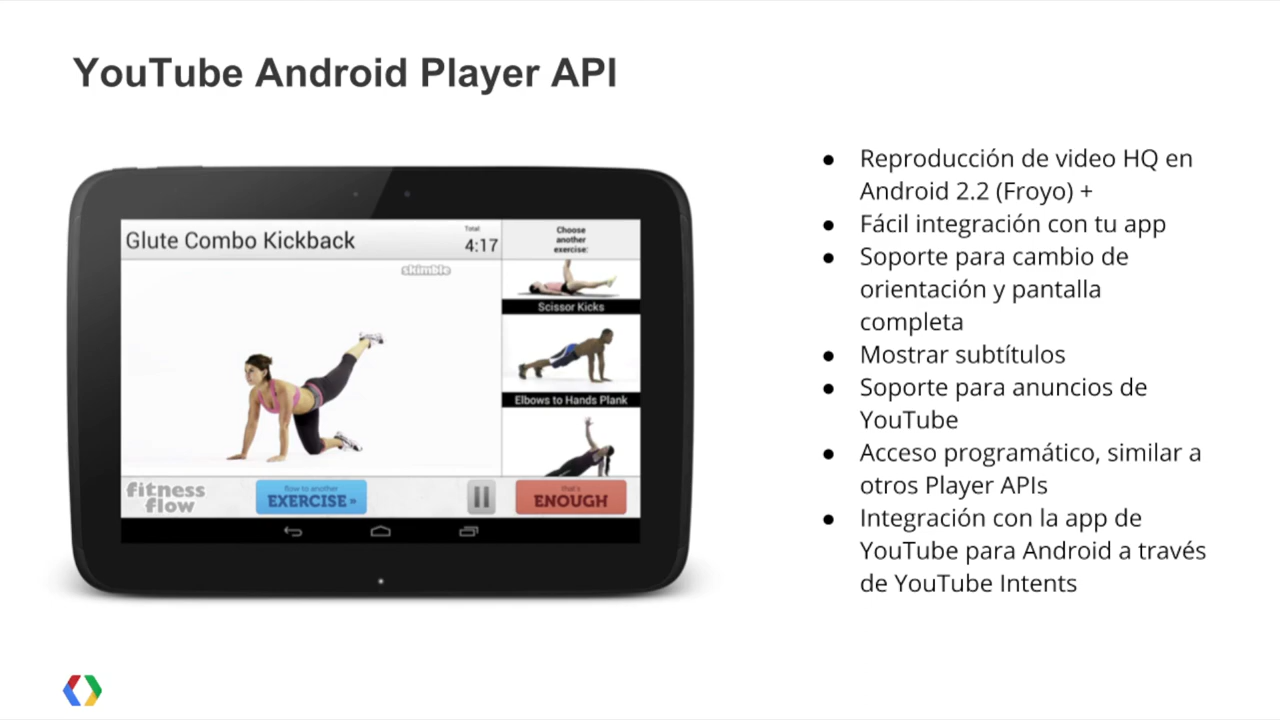 YouTube Android Player API
Glute Combo Kickback
Total:
4:17
Choose
another
exercise:
skimble
Scissor Kicks
Elbows to Hands Plank
fitness
flow
flow to another
EXERCISE »
that's
ENOUGH
● Reproducción de video HQ en
Android 2.2 (Froyo) +
● Fácil integración con tu app
● Soporte para cambio de
orientación y pantalla
completa
● Mostrar subtítulos
● Soporte para anuncios de
YouTube
● Acceso programático, similar a
otros Player APIs
● Integración con la app de
YouTube para Android a través
de YouTube Intents